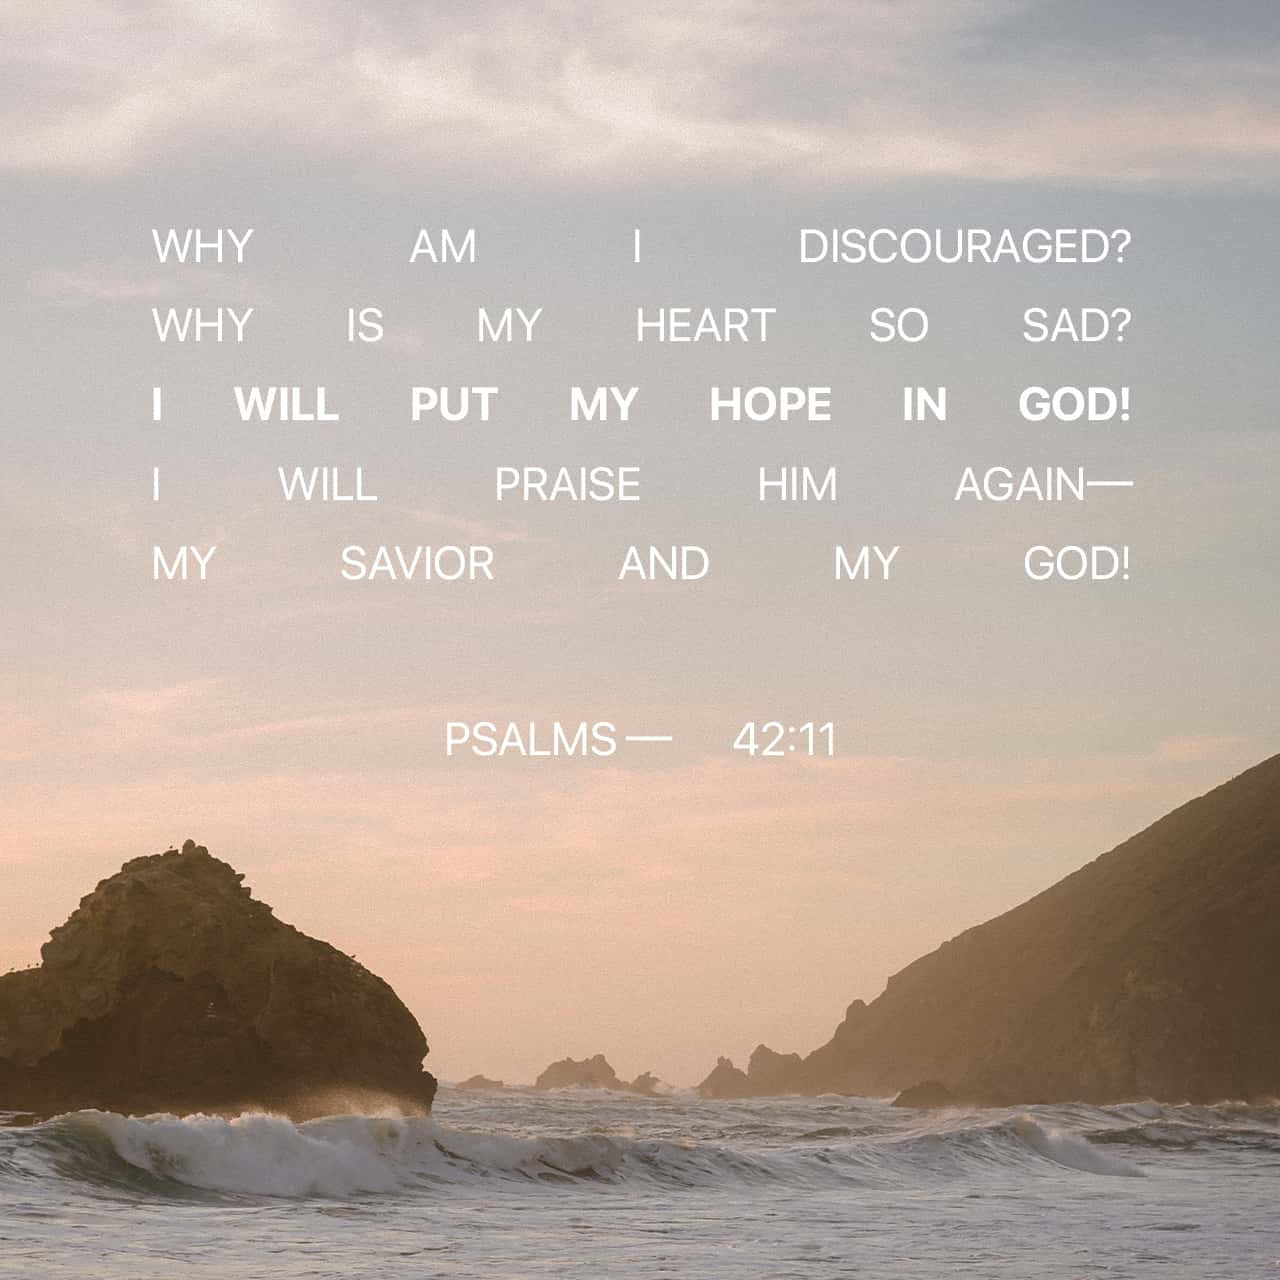 WHY AM I DISCOURAGED?
WHY IS MY HEART SO SAD?
I WILL PUT MY HOPE IN GOD!
I WILL PRAISE HIM AGAIN—
MY SAVIOR AND MY GOD!
PSALMS — 42:11